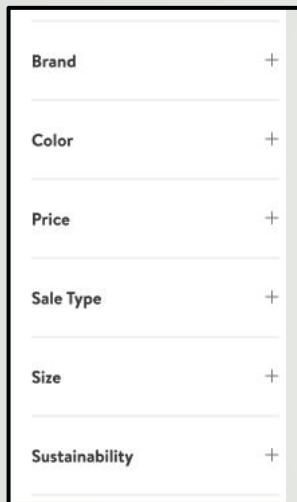 Brand +
Color +
Price +
Sale Type +
Size +
Sustainability +